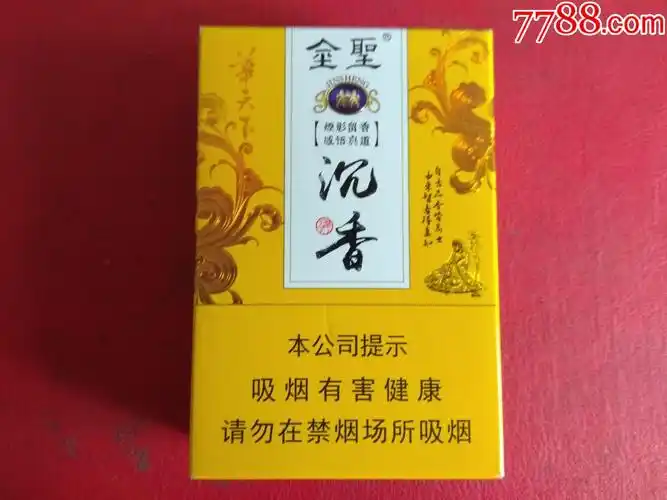 7788.com
金聖
JINSHENG
烟影留香
感悟真道
沉香
本公司提示
吸烟有害健康
请勿在禁烟场所吸烟